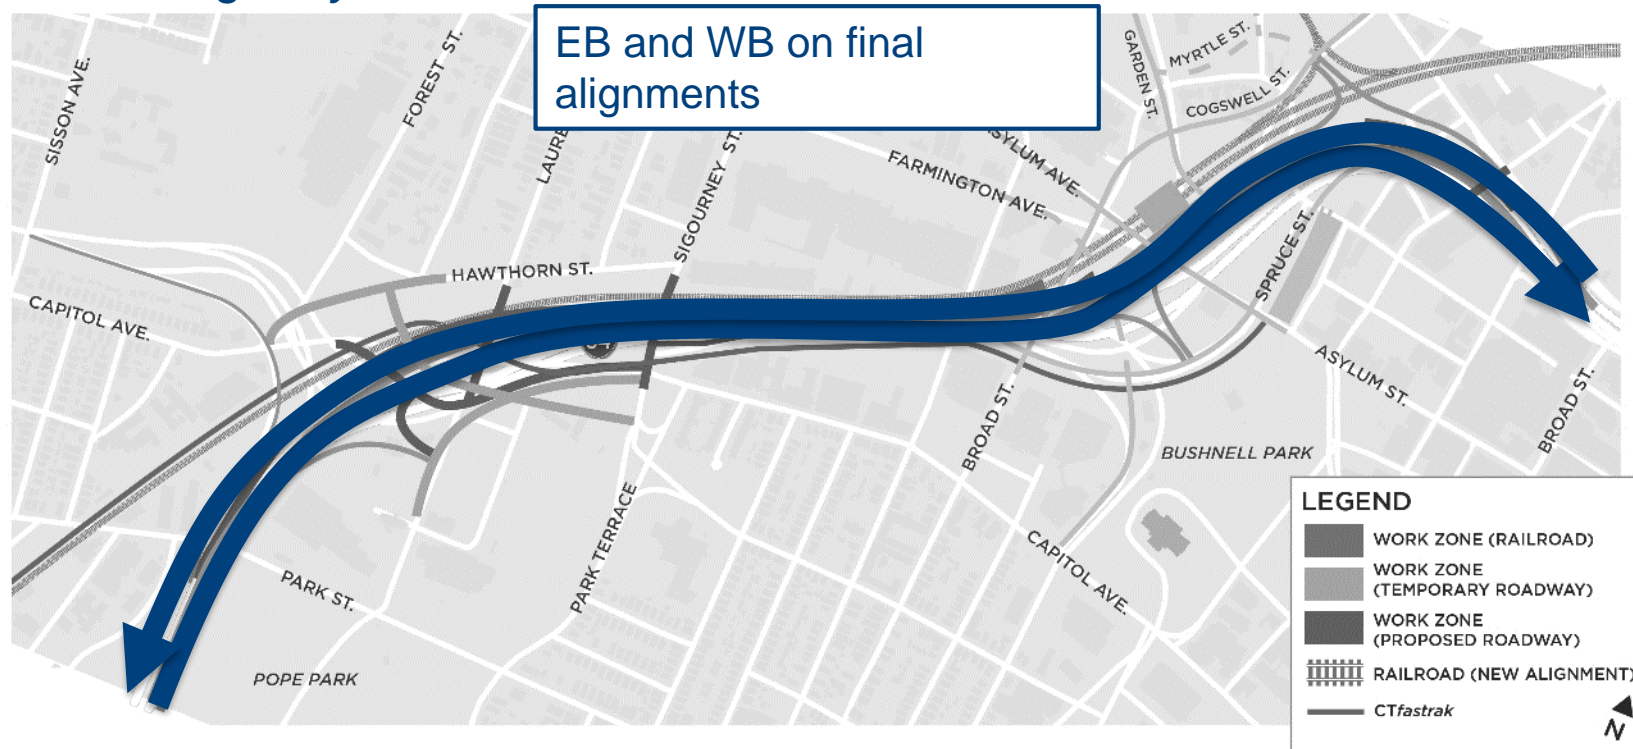 EB and WB on final
alignments
SISSON AVE.
FOREST ST.
SIGOURNEY ST.
GARDEN ST.
MYRTLE ST.
COGSWELL ST.
ASYLUM AVE.
FARMINGTON AVE.
HAWTHORN ST.
CAPITOL AVE.
SPRUCE ST.
ASYLUM ST.
BROAD ST.
BROAD ST.
BUSHNELL PARK
CAPITOL AVE.
PARK TERRACE
PARK ST.
POPE PARK
LEGEND
WORK ZONE (RAILROAD)
WORK ZONE
(TEMPORARY ROADWAY)
WORK ZONE
(PROPOSED ROADWAY)
RAILROAD (NEW ALIGNMENT)
CTfastrak
N